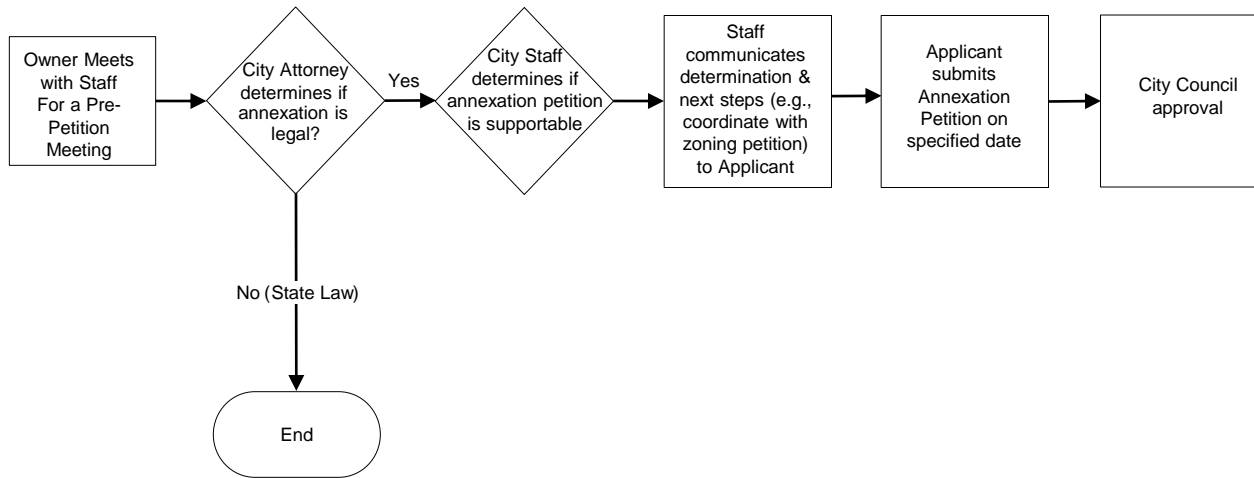 Owner Meets
with Staff
For a Pre-
Petition
Meeting
City Attorney
determines if
annexation is
legal?
Yes
City Staff
determines if
annexation petition
is supportable
Staff
communicates
determination &
next steps (e.g.,
coordinate with
zoning petition)
to Applicant
Applicant
submits
Annexation
Petition on
specified date
City Council
approval
No (State Law)
End